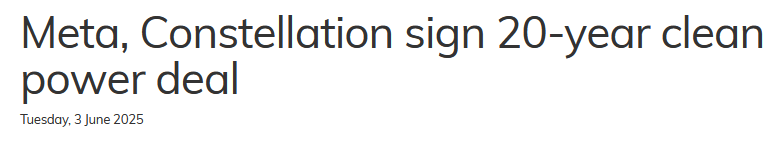 Meta, Constellation sign 20-year clean
power deal
Tuesday, 3 June 2025